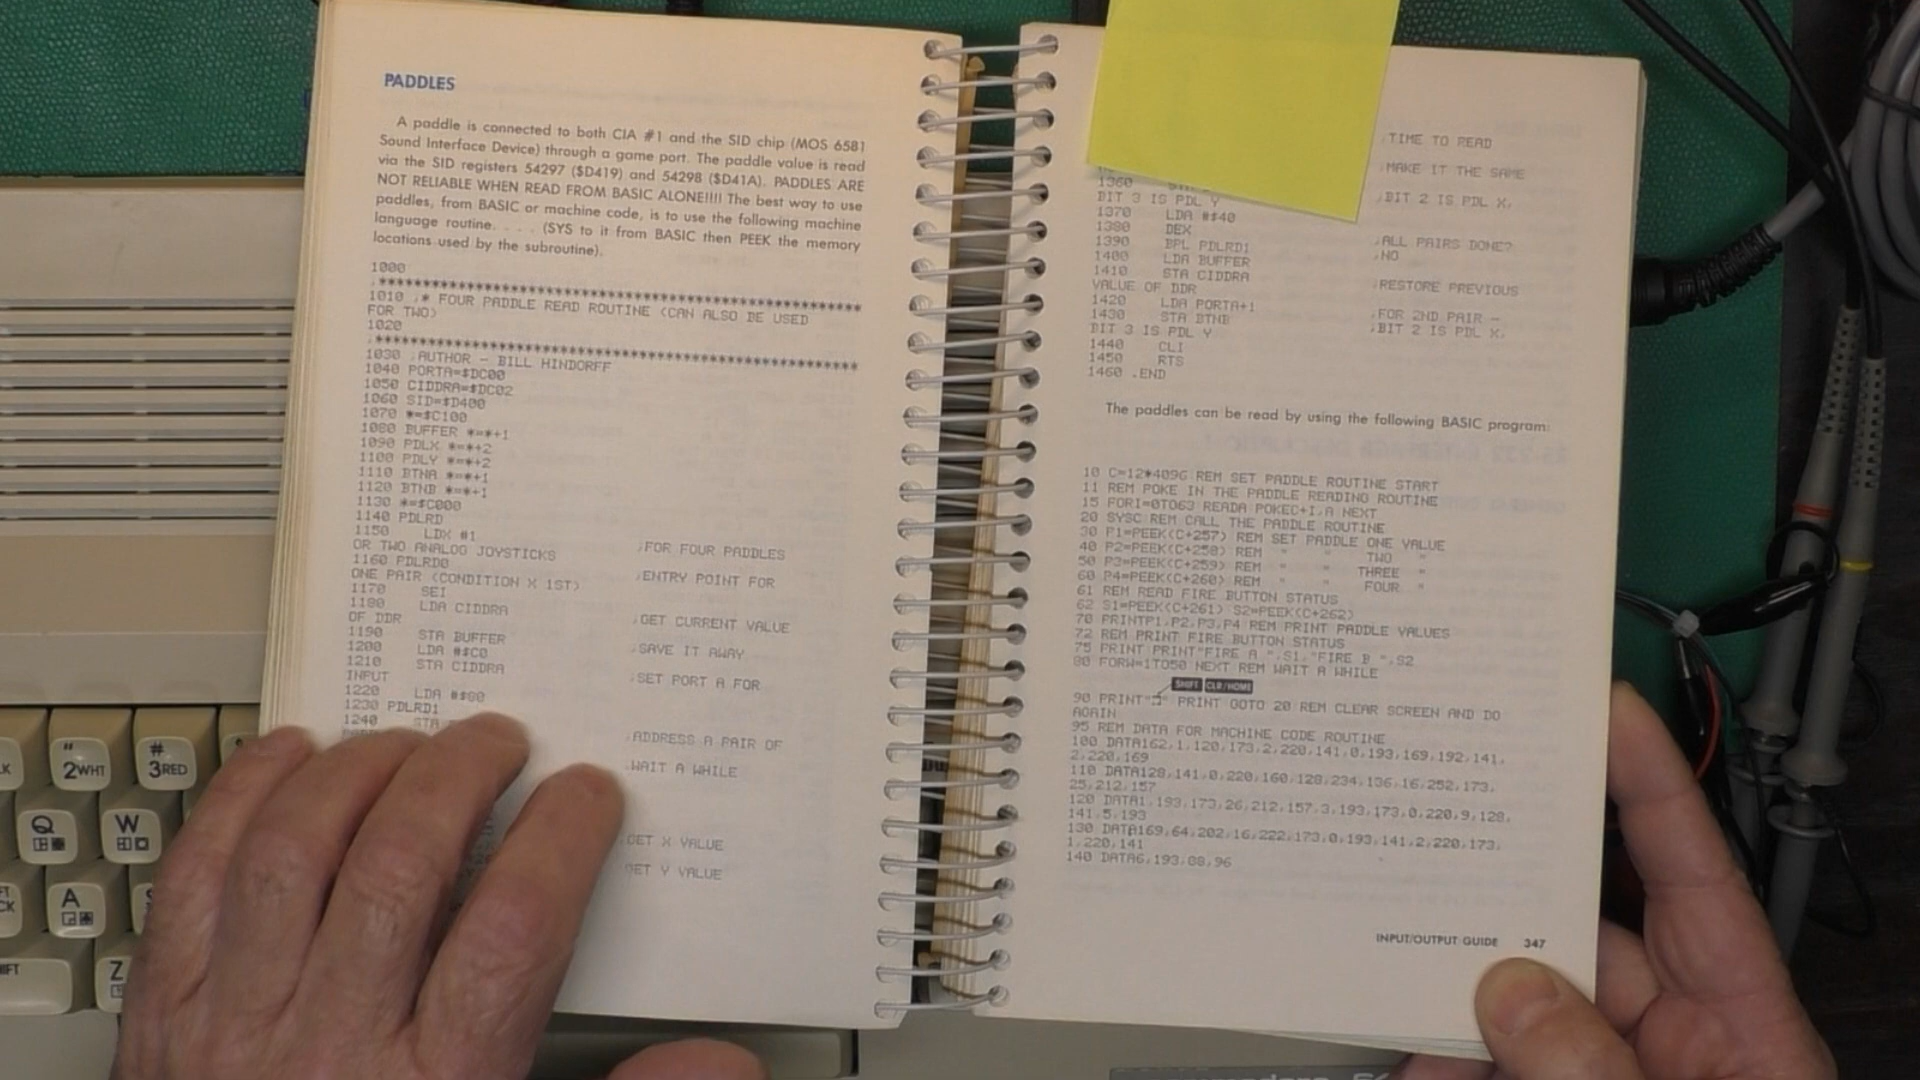 PADDLES
A paddle is connected to both CIA #1 and the SID chip (MOS 6581
Sound Interface Device) through a game port. The paddle value is read
via the SID registers 54297 ($D419) and 54298 ($D41A). PADDLES ARE
NOT RELIABLE WHEN READ FROM BASIC ALONE!!!! The best way to use
paddles, from BASIC or machine code, is to use the following machine
language routine. . . . (SYS to it from BASIC then PEEK the memory
locations used by the subroutine).
1000
1010 ;* FOUR PADDLE READ ROUTINE (CAN ALSO BE USED
FOR TWO)
1020
1030 ;AUTHOR - BILL HINDORFF
1040 PORTA=$DC00
1050 CIDDRA=$DC02
1060 SID=$D400
1070 *=$C100
1080 BUFFER *=*+1
1090 PDLX *=*+2
1100 PDLY *=*+2
1110 BTNA *=*+1
1120 BTNB *=*+1
1130 *=$C000
1140 PDLRD
1150 LDX #1 ;FOR FOUR PADDLES
OR TWO ANALOG JOYSTICKS
1160 PDLRD0 ;ENTRY POINT FOR
ONE PAIR (CONDITION X 1ST)
1170 SEI
1180 LDA CIDDRA ;GET CURRENT VALUE
OF DDR
1190 STA BUFFER ;SAVE IT AWAY
1200 LDA #$C0
1210 STA CIDDRA ;SET PORT A FOR
INPUT
1220 LDA #$80
1230 PDLRD1
1240 STA ;ADDRESS A PAIR OF
;WAIT A WHILE
;GET X VALUE
;GET Y VALUE
;TIME TO READ
;MAKE IT THE SAME
1360 ;BIT 2 IS PDL X,
BIT 3 IS PDL Y
1370 LDA #$40
1380 DEX ;ALL PAIRS DONE?
1390 BPL PDLRD1 ;NO
1400 LDA BUFFER
1410 STA CIDDRA ;RESTORE PREVIOUS
VALUE OF DDR
1420 LDA PORTA+1 ;FOR 2ND PAIR -
1430 STA BTNB ;BIT 2 IS PDL X,
BIT 3 IS PDL Y
1440 CLI
1450 RTS
1460 .END
The paddles can be read by using the following BASIC program:
10 C=12*4096:REM SET PADDLE ROUTINE START
11 REM POKE IN THE PADDLE READING ROUTINE
15 FORI=0TO63:READA:POKEC+I,A:NEXT
20 SYSC:REM CALL THE PADDLE ROUTINE
30 P1=PEEK(C+257):REM SET PADDLE ONE VALUE
40 P2=PEEK(C+258):REM " " TWO "
50 P3=PEEK(C+259):REM " " THREE "
60 P4=PEEK(C+260):REM " " FOUR "
61 REM READ FIRE BUTTON STATUS
62 S1=PEEK(C+261):S2=PEEK(C+262)
70 PRINTP1,P2,P3,P4:REM PRINT PADDLE VALUES
72 REM PRINT FIRE BUTTON STATUS
75 PRINT:PRINT"FIRE A ";S1,"FIRE B ";S2
80 FORW=1TO50:NEXT:REM WAIT A WHILE
SHIFT CLR/HOME
90 PRINT"":PRINT:GOTO 20:REM CLEAR SCREEN AND DO
AGAIN
95 REM DATA FOR MACHINE CODE ROUTINE
100 DATA162,1,120,173,2,220,141,0,193,169,192,141,
2,220,169
110 DATA128,141,0,220,160,128,234,136,16,252,173,
25,212,157
120 DATA1,193,173,26,212,157,3,193,173,0,220,9,128,
141,5,193
130 DATA169,64,202,16,222,173,0,193,141,2,220,173,
1,220,141
140 DATA6,193,88,96
INPUT/OUTPUT GUIDE 347
2 WHT
3 RED
Q
W
A
Z